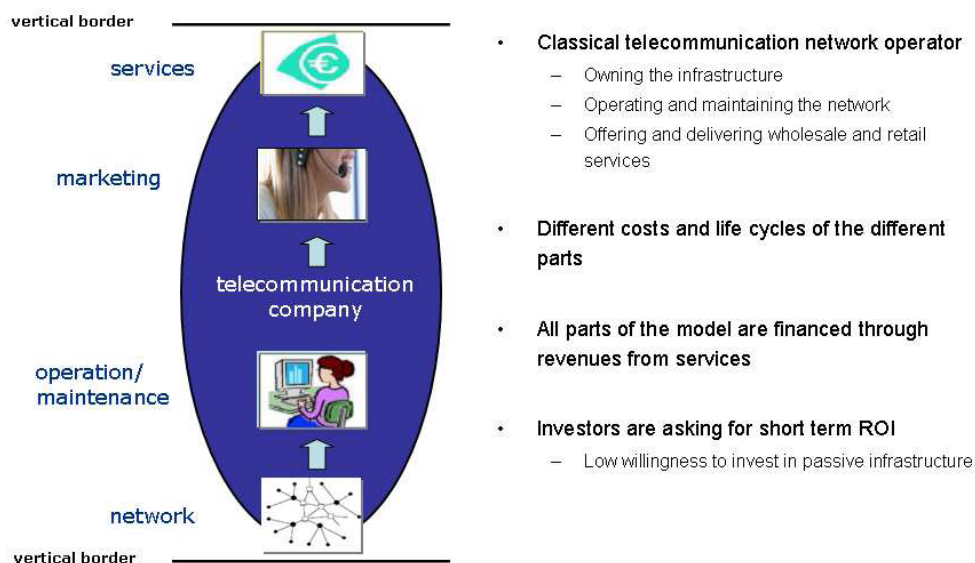 vertical border
services
marketing
telecommunication
company
operation/
maintenance
network
vertical border
• Classical telecommunication network operator
– Owning the infrastructure
– Operating and maintaining the network
– Offering and delivering wholesale and retail
services
• Different costs and life cycles of the different
parts
• All parts of the model are financed through
revenues from services
• Investors are asking for short term ROI
– Low willingness to invest in passive infrastructure